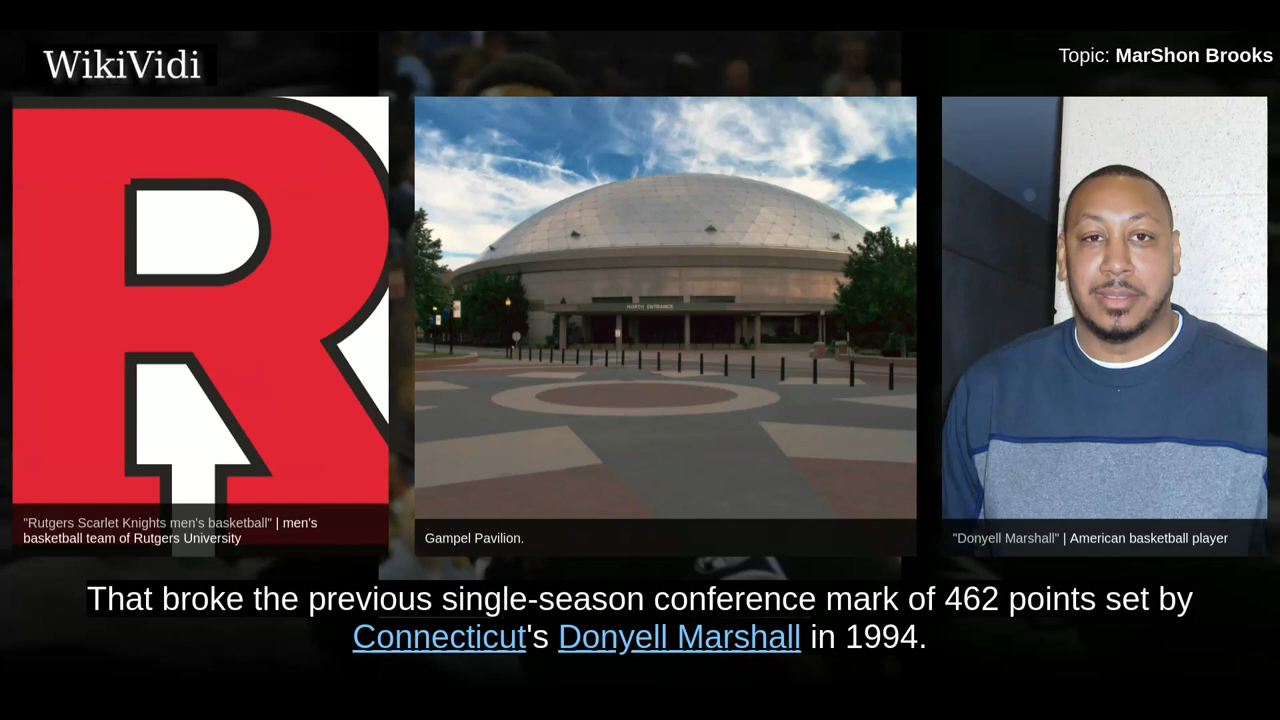 WikiVidi
Topic: MarShon Brooks
R
NORTH ENTRANCE
"Rutgers Scarlet Knights men's basketball" | men's
basketball team of Rutgers University
Gampel Pavilion.
"Donyell Marshall" | American basketball player
That broke the previous single-season conference mark of 462 points set by
Connecticut's Donyell Marshall in 1994.